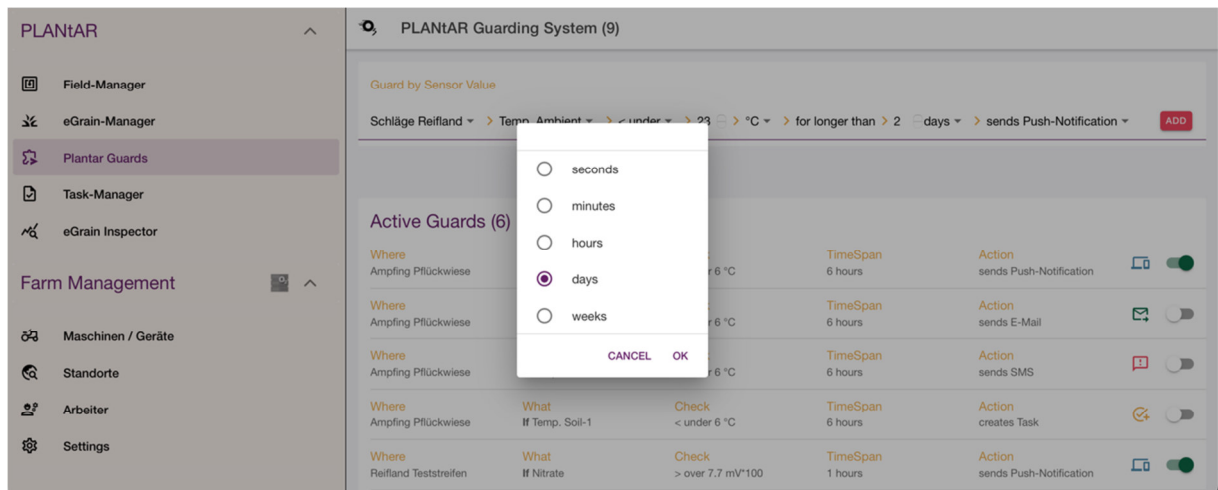 PLANtAR
PLANtAR Guarding System (9)
Field-Manager
eGrain-Manager
Plantar Guards
Task-Manager
eGrain Inspector
Farm Management
Maschinen / Geräte
Standorte
Arbeiter
Settings
Guard by Sensor Value
Schläge Reifland > Temp. Ambient > < under > 23 > °C > for longer than > 2 days > sends Push-Notification ADD
seconds
minutes
hours
days
weeks
CANCEL OK
Active Guards (6)
Where TimeSpan Action
Ampfing Pflückwiese 6 °C 6 hours sends Push-Notification
Where TimeSpan Action
Ampfing Pflückwiese 6 °C 6 hours sends E-Mail
Where TimeSpan Action
Ampfing Pflückwiese 6 °C 6 hours sends SMS
Where What Check TimeSpan Action
Ampfing Pflückwiese If Temp. Soil-1 < under 6 °C 6 hours creates Task
Where What Check TimeSpan Action
Reifland Teststreifen If Nitrate > over 7.7 mV*100 1 hours sends Push-Notification